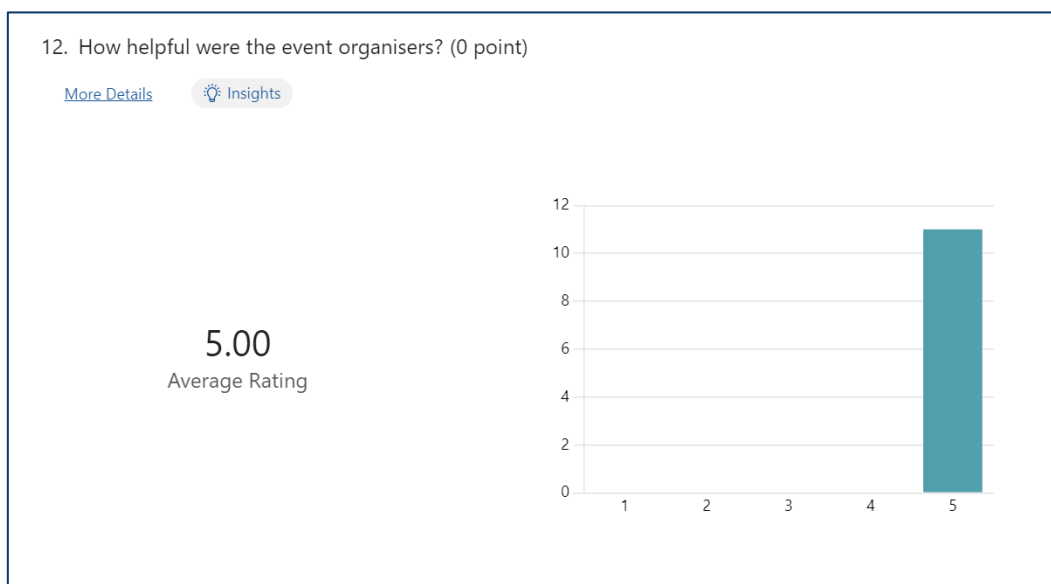 12. How helpful were the event organisers? (0 point)
More Details
Insights
5.00
Average Rating
12
10
8
6
4
2
0
1 2 3 4 5